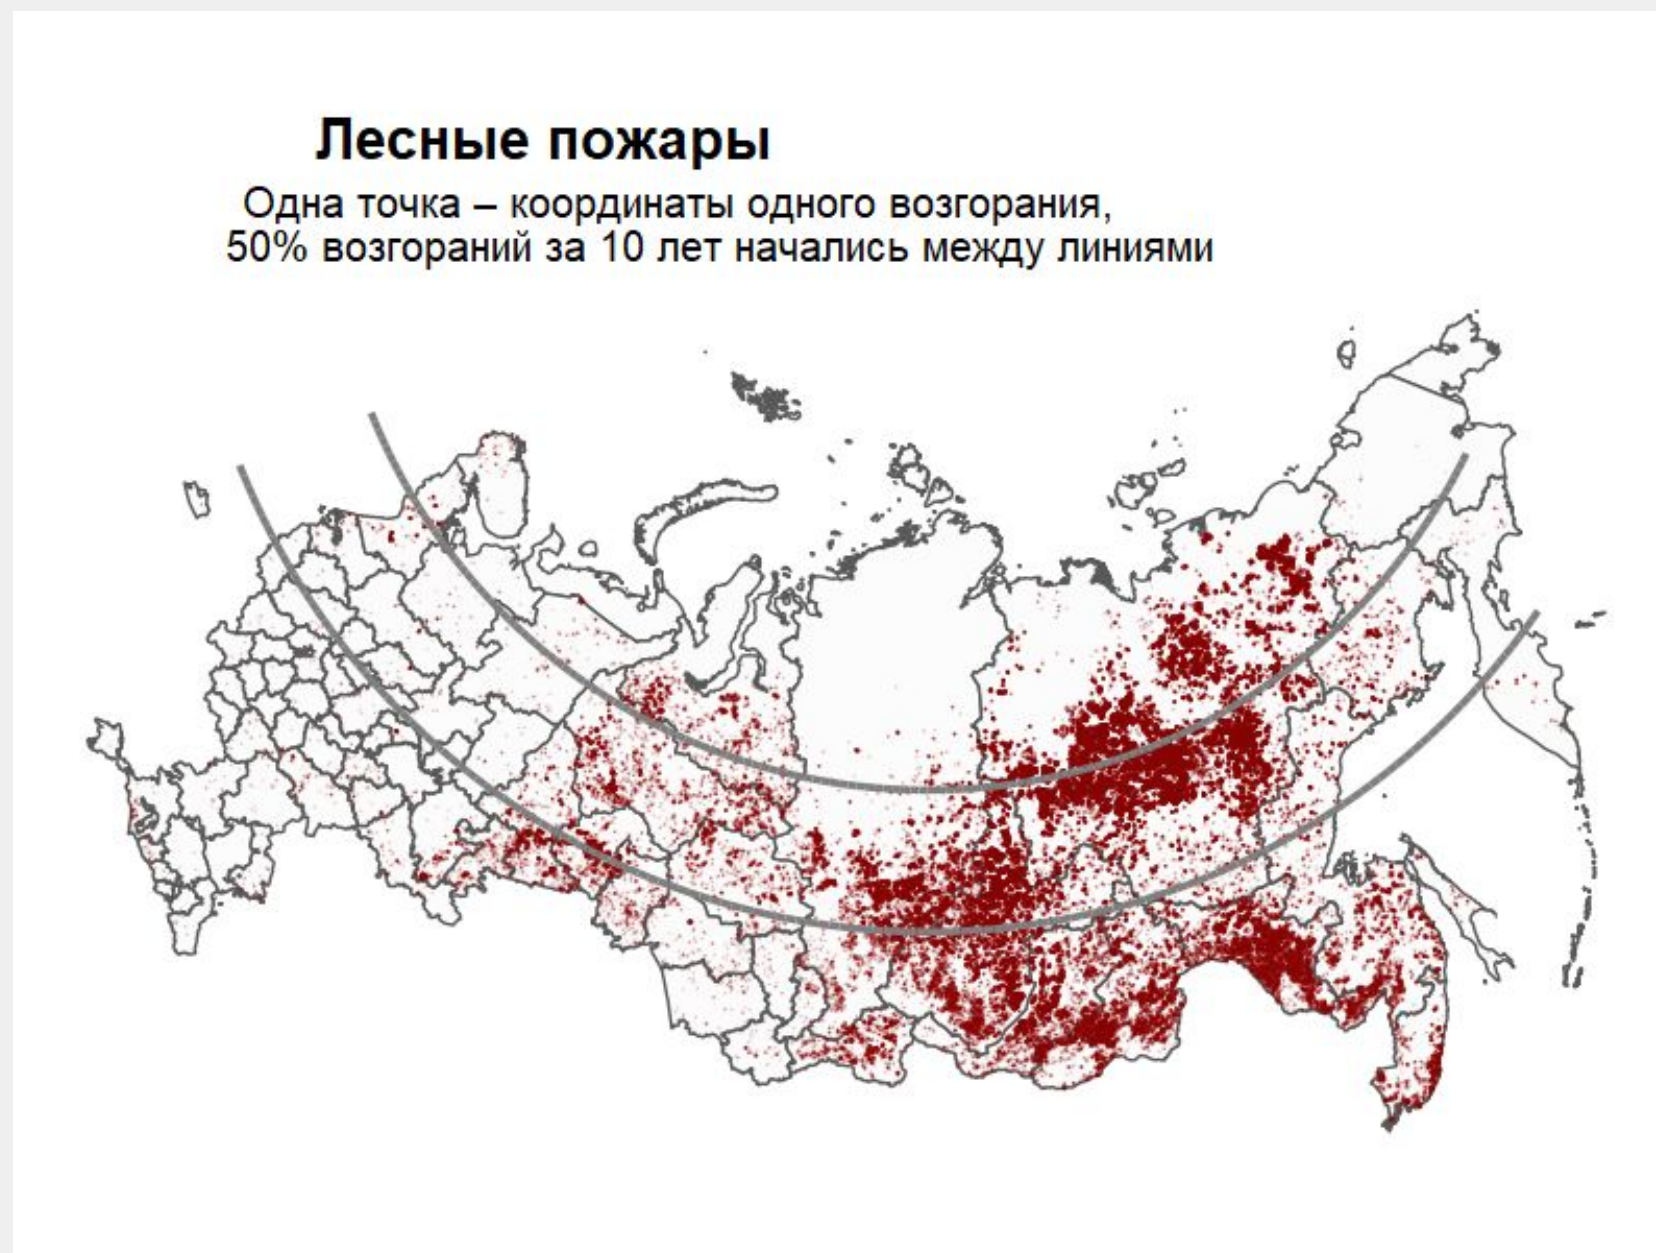 Лесные пожары
Одна точка – координаты одного возгорания,
50% возгораний за 10 лет начались между линиями